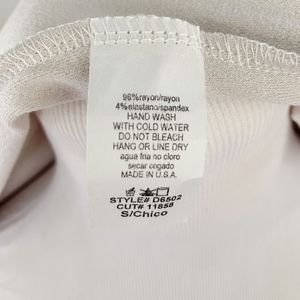 96%rayon/rayon
4%elastano/spandex
HAND WASH
WITH COLD WATER
DO NOT BLEACH
HANG OR LINE DRY
agua fria no cloro
secar cogado
MADE IN U.S.A.
STYLE# D6502
CUT# 11858
S/Chico